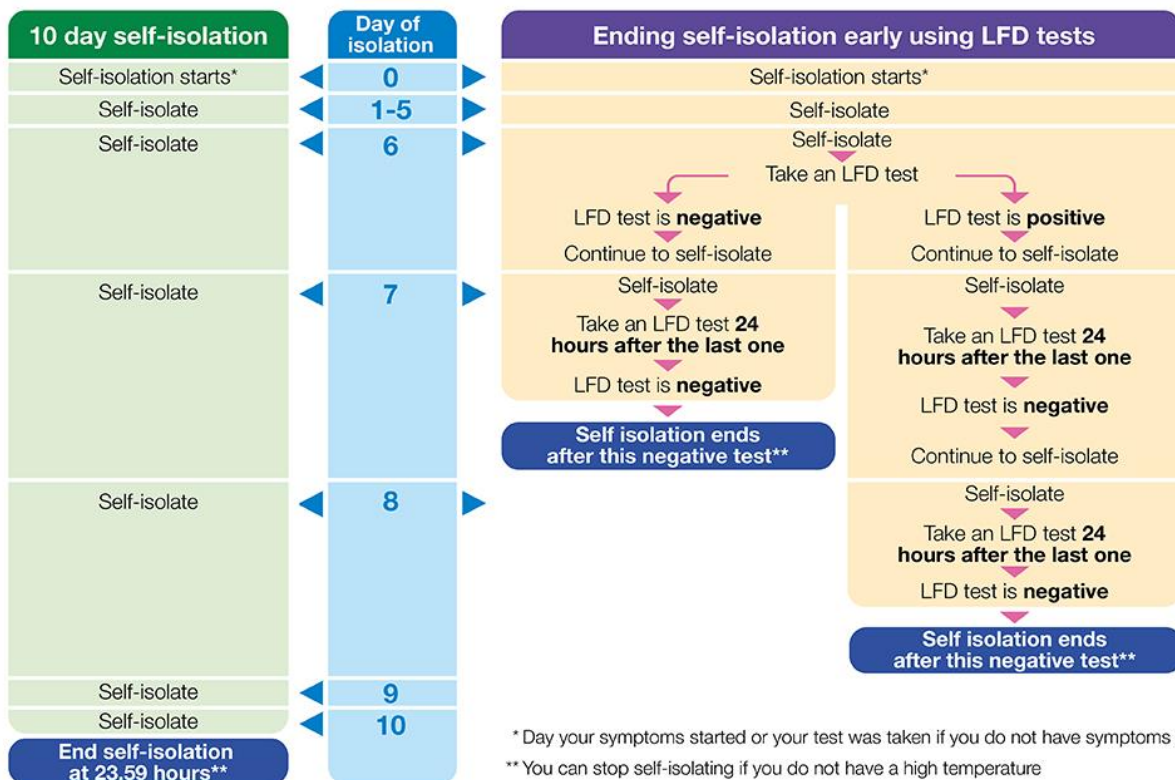 10 day self-isolation
Day of
isolation
Ending self-isolation early using LFD tests
Self-isolation starts*
0
Self-isolation starts*
Self-isolate
1-5
Self-isolate
Self-isolate
6
Self-isolate
Take an LFD test
LFD test is negative
Continue to self-isolate
LFD test is positive
Continue to self-isolate
Self-isolate
7
Self-isolate
Take an LFD test 24
hours after the last one
LFD test is negative
Self isolation ends
after this negative test**
Self-isolate
Take an LFD test 24
hours after the last one
LFD test is negative
Continue to self-isolate
Self-isolate
8
Self-isolate
Take an LFD test 24
hours after the last one
LFD test is negative
Self isolation ends
after this negative test**
Self-isolate
9
Self-isolate
10
End self-isolation
at 23.59 hours**
* Day your symptoms started or your test was taken if you do not have symptoms
** You can stop self-isolating if you do not have a high temperature